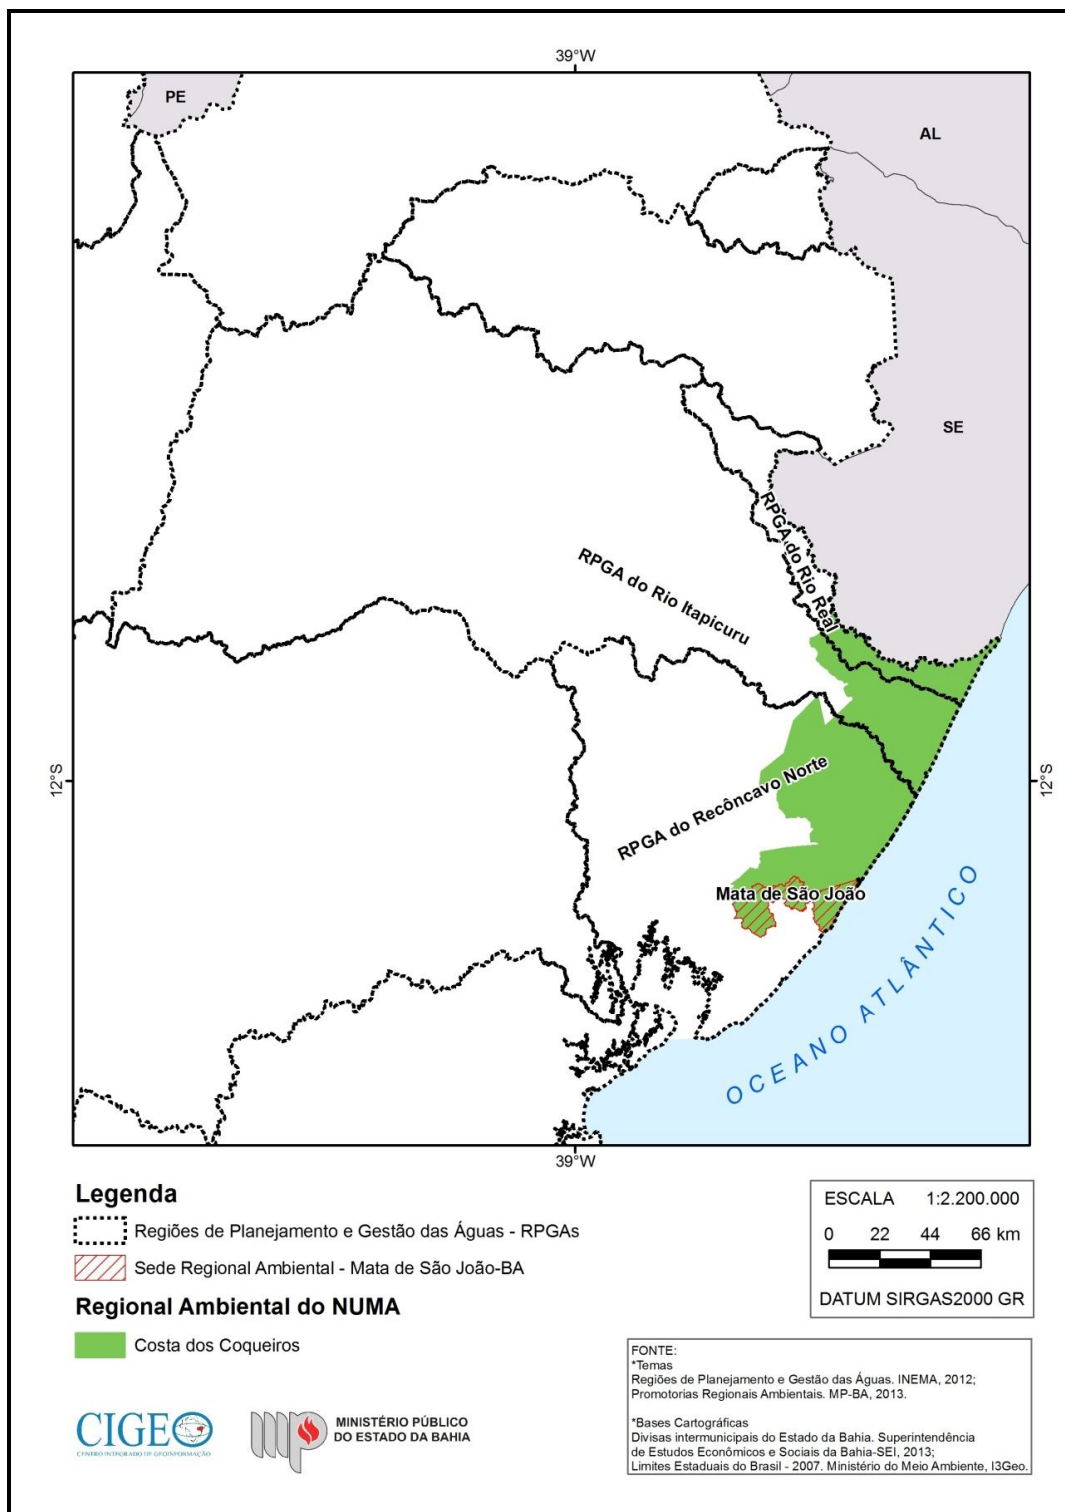 39°W
PE
AL
SE
RPGA do Rio Real
RPGA do Rio Itapicuru
12°S
12°S
RPGA do Recôncavo Norte
Mata de São João
OCEANO ATLÂNTICO
39°W
Legenda
Regiões de Planejamento e Gestão das Águas - RPGAs
Sede Regional Ambiental - Mata de São João-BA
Regional Ambiental do NUMA
Costa dos Coqueiros
ESCALA 1:2.200.000
0 22 44 66 km
DATUM SIRGAS2000 GR
CIGEO
CENTRO INTEGRADO DE GEOINFORMAÇÃO
MINISTÉRIO PÚBLICO
DO ESTADO DA BAHIA
FONTE:
*Temas
Regiões de Planejamento e Gestão das Águas. INEMA, 2012;
Promotorias Regionais Ambientais. MP-BA, 2013.
*Bases Cartográficas
Divisas intermunicipais do Estado da Bahia. Superintendência
de Estudos Econômicos e Sociais da Bahia-SEI, 2013;
Limites Estaduais do Brasil - 2007. Ministério do Meio Ambiente, I3Geo.